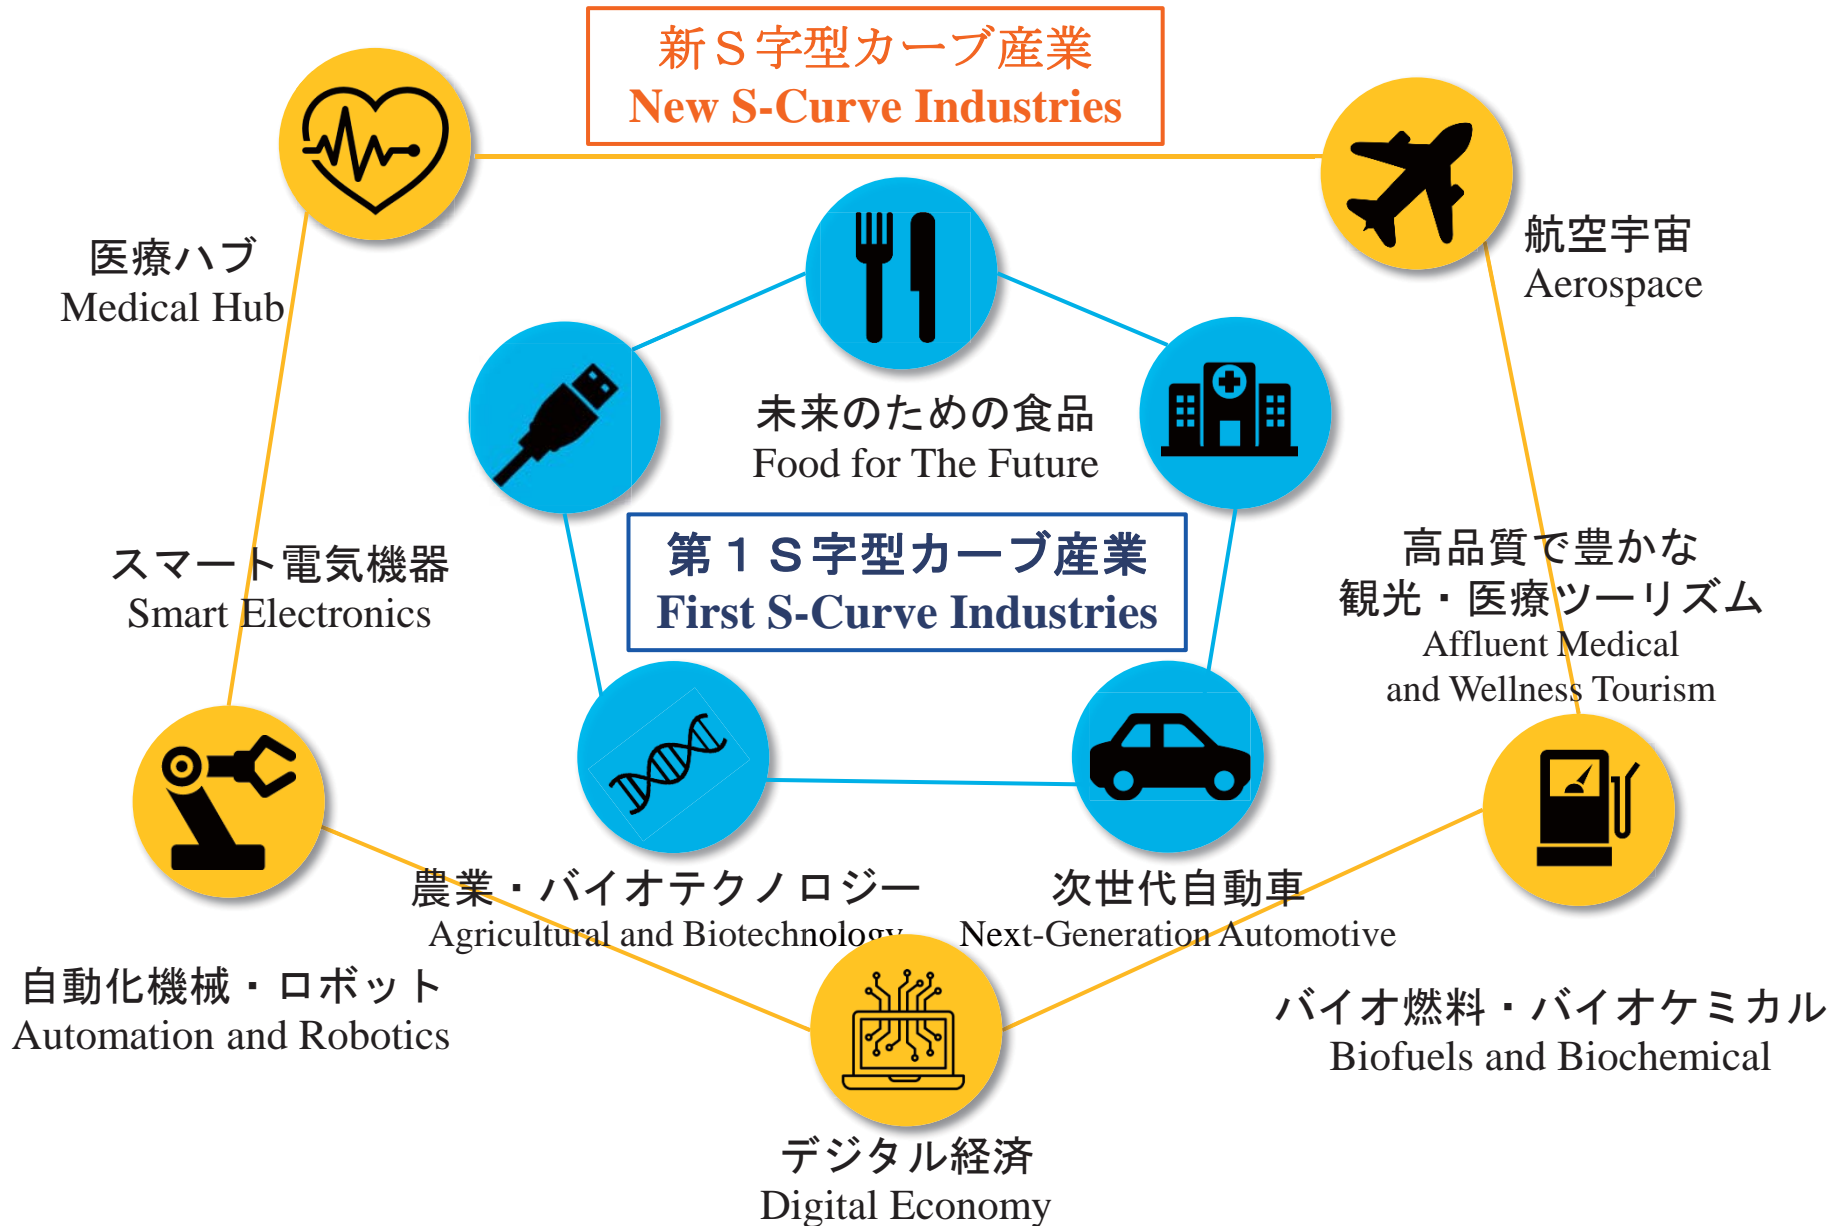 新Ｓ字型カーブ産業
New S-Curve Industries
医療ハブ
Medical Hub
航空宇宙
Aerospace
未来のための食品
Food for The Future
スマート電気機器
Smart Electronics
第１Ｓ字型カーブ産業
First S-Curve Industries
高品質で豊かな
観光・医療ツーリズム
Affluent Medical
and Wellness Tourism
農業・バイオテクノロジー
Agricultural and Biotechnology
次世代自動車
Next-Generation Automotive
自動化機械・ロボット
Automation and Robotics
バイオ燃料・バイオケミカル
Biofuels and Biochemical
デジタル経済
Digital Economy